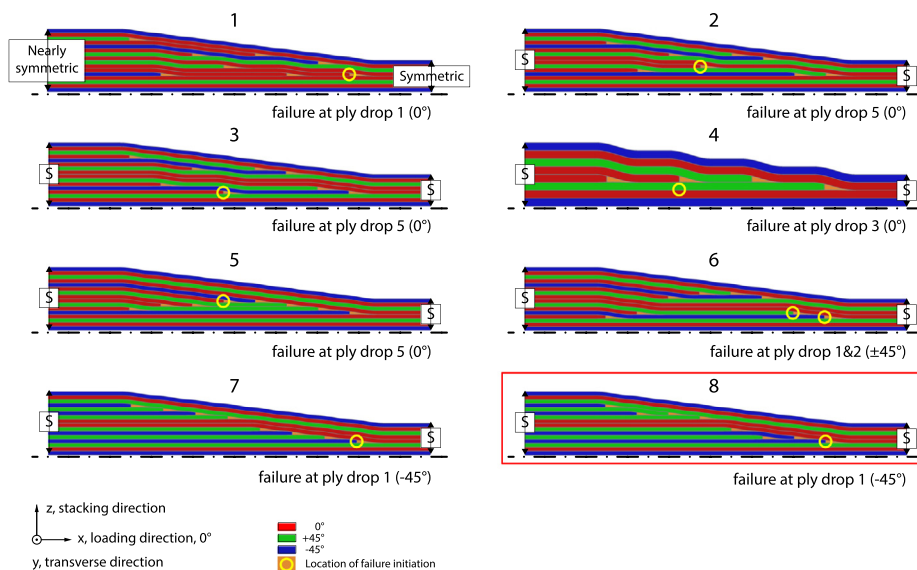 1
Nearly
symmetric
Symmetric
failure at ply drop 1 (0°)
2
S
S
failure at ply drop 5 (0°)
3
S
S
failure at ply drop 5 (0°)
4
S
S
failure at ply drop 3 (0°)
5
S
S
failure at ply drop 5 (0°)
6
S
S
failure at ply drop 1&2 (±45°)
7
S
S
failure at ply drop 1 (-45°)
8
S
S
failure at ply drop 1 (-45°)
z, stacking direction
x, loading direction, 0°
y, transverse direction
0°
+45°
-45°
Location of failure initiation